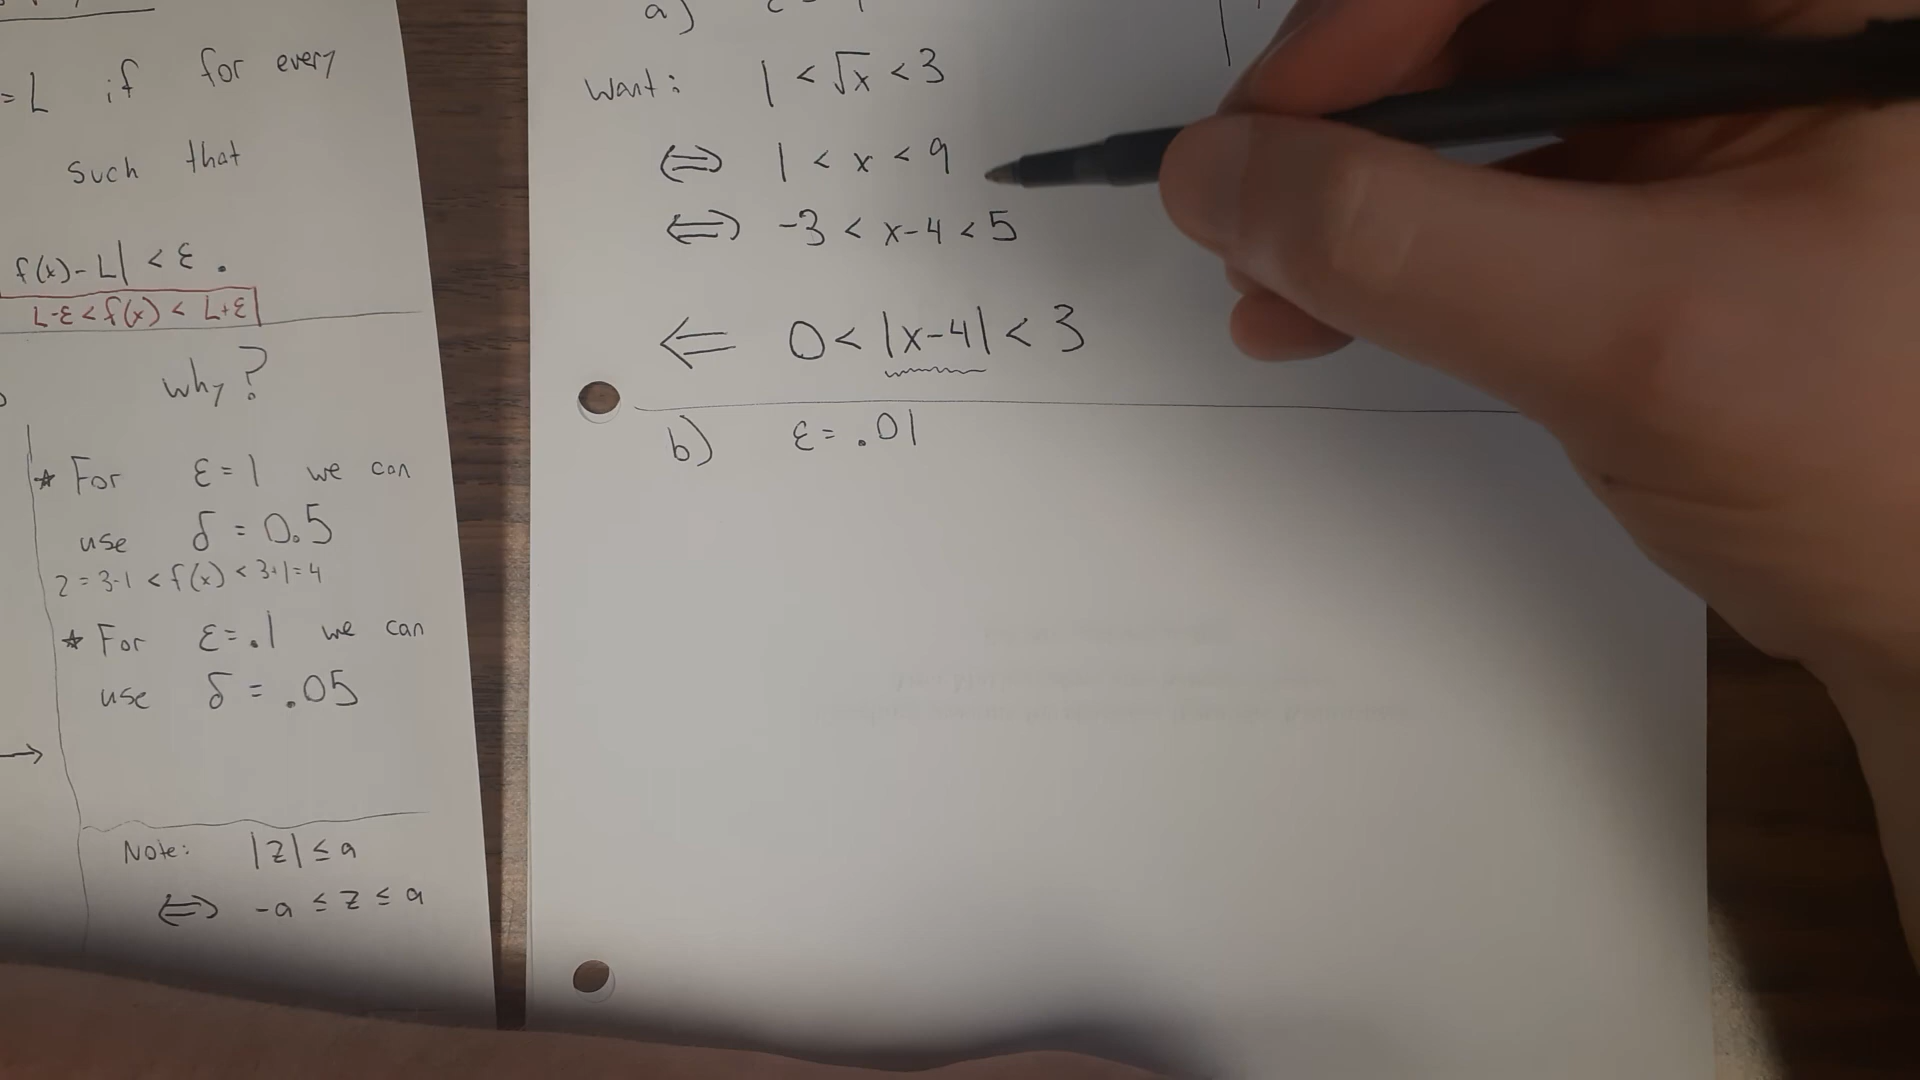 = L if for every
such that
f(x) - L| < ε .
L-ε < f(x) < L+ε
why?
* For ε = 1 we can
use δ = 0.5
2 = 3-1 < f(x) < 3+1 = 4
* For ε = .1 we can
use δ = .05
→
Note: |z| ≤ a
⟺ -a ≤ z ≤ a
a)
Want: 1 < √x < 3
⟺ 1 < x < 9
⟺ -3 < x-4 < 5
⟸ 0 < |x-4| < 3
b) ε = .01